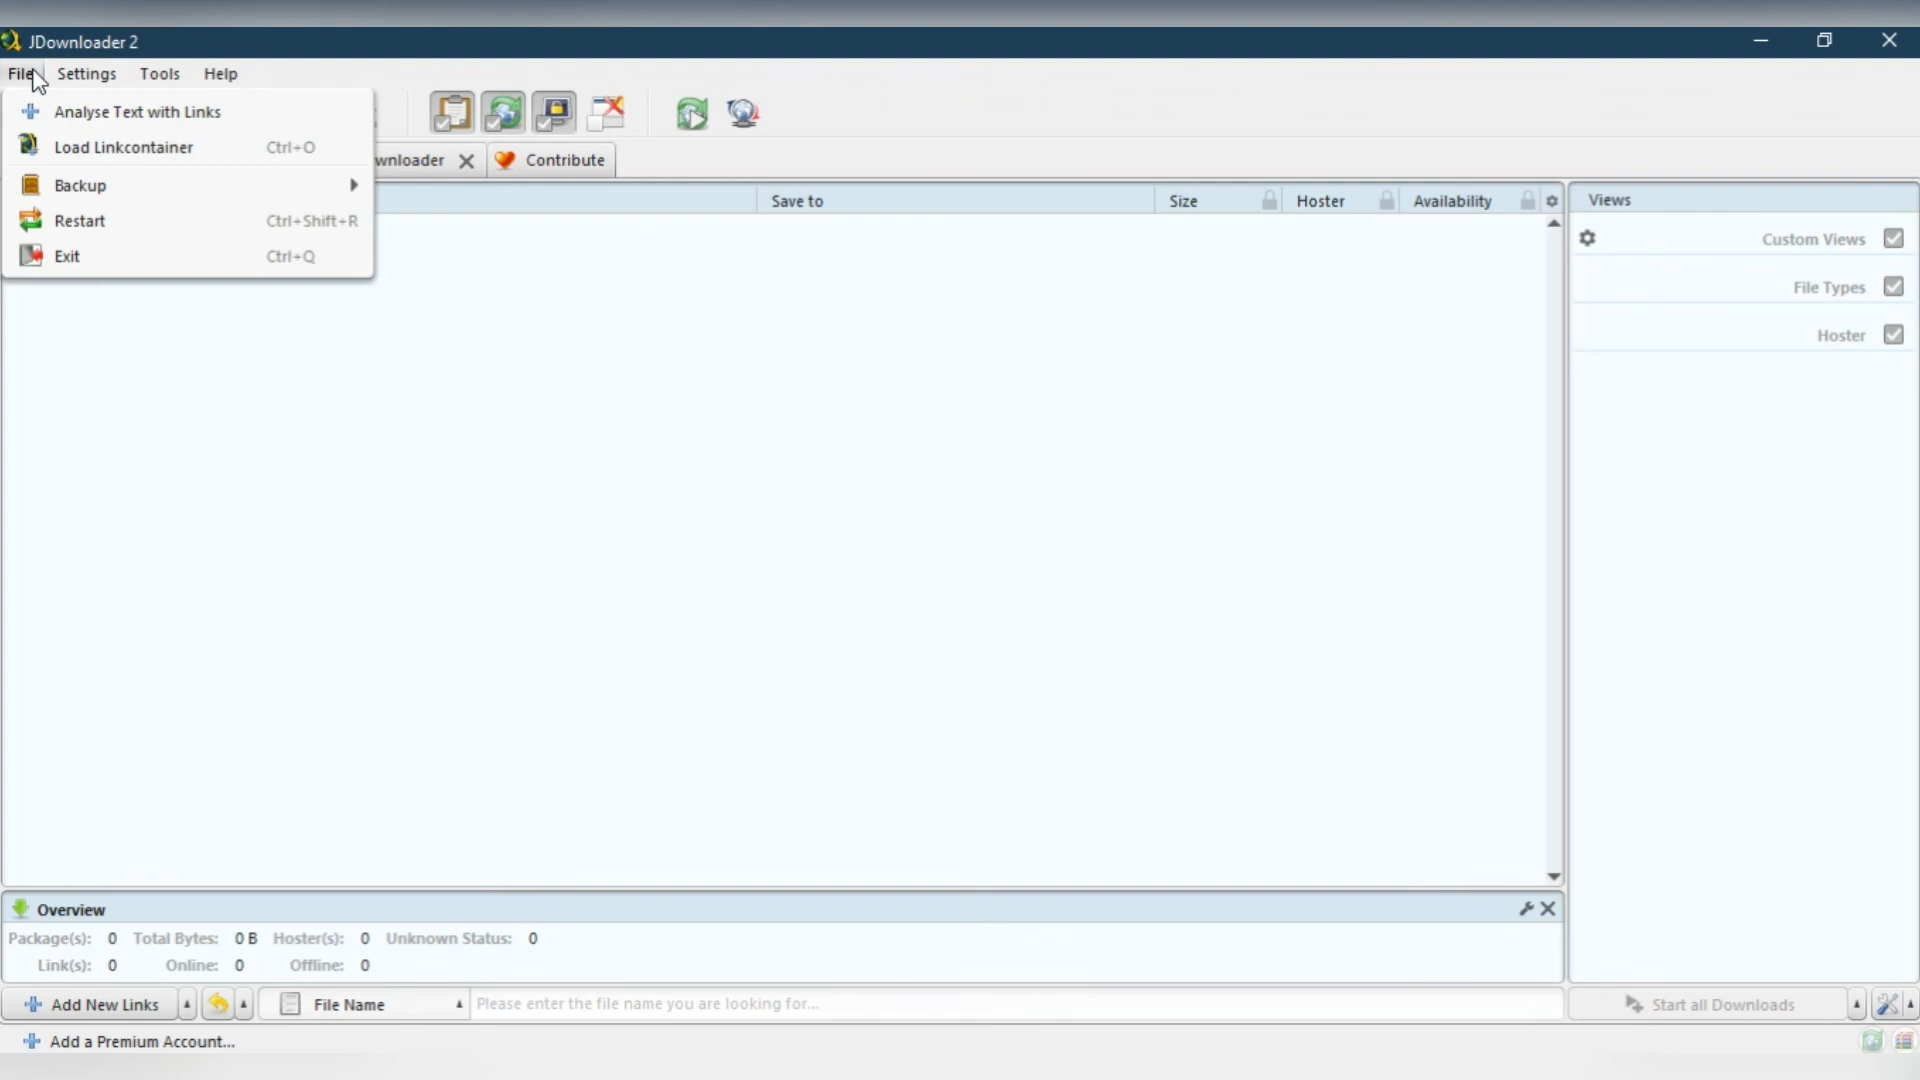 JDownloader 2
File Settings Tools Help
Analyse Text with Links
Load Linkcontainer Ctrl+O
Backup
Restart Ctrl+Shift+R
Exit Ctrl+Q
wnloader Contribute
Save to Size Hoster Availability Views
Custom Views
File Types
Hoster
Overview
Package(s): 0 Total Bytes: 0 B Hoster(s): 0 Unknown Status: 0
Link(s): 0 Online: 0 Offline: 0
Add New Links File Name Please enter the file name you are looking for... Start all Downloads
Add a Premium Account...